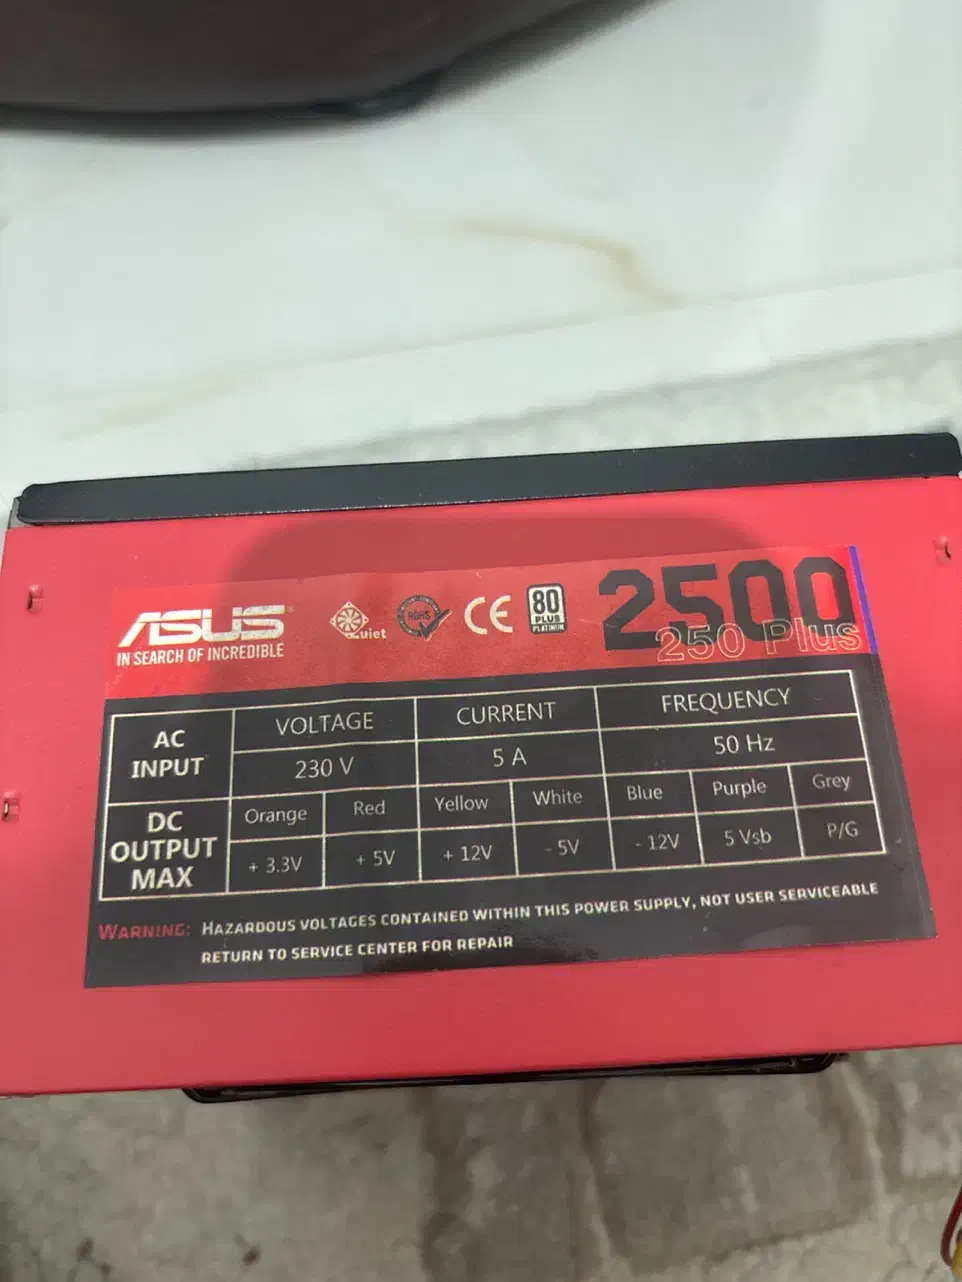 ASUS
IN SEARCH OF INCREDIBLE
Quiet
ROHS
CE
80
PLUS
PLATINUM
2500
250 Plus
AC INPUT
VOLTAGE CURRENT FREQUENCY
230 V 5 A 50 Hz
DC OUTPUT MAX
Orange Red Yellow White Blue Purple Grey
+ 3.3V + 5V + 12V - 5V - 12V 5 Vsb P/G
WARNING: HAZARDOUS VOLTAGES CONTAINED WITHIN THIS POWER SUPPLY, NOT USER SERVICEABLE
RETURN TO SERVICE CENTER FOR REPAIR